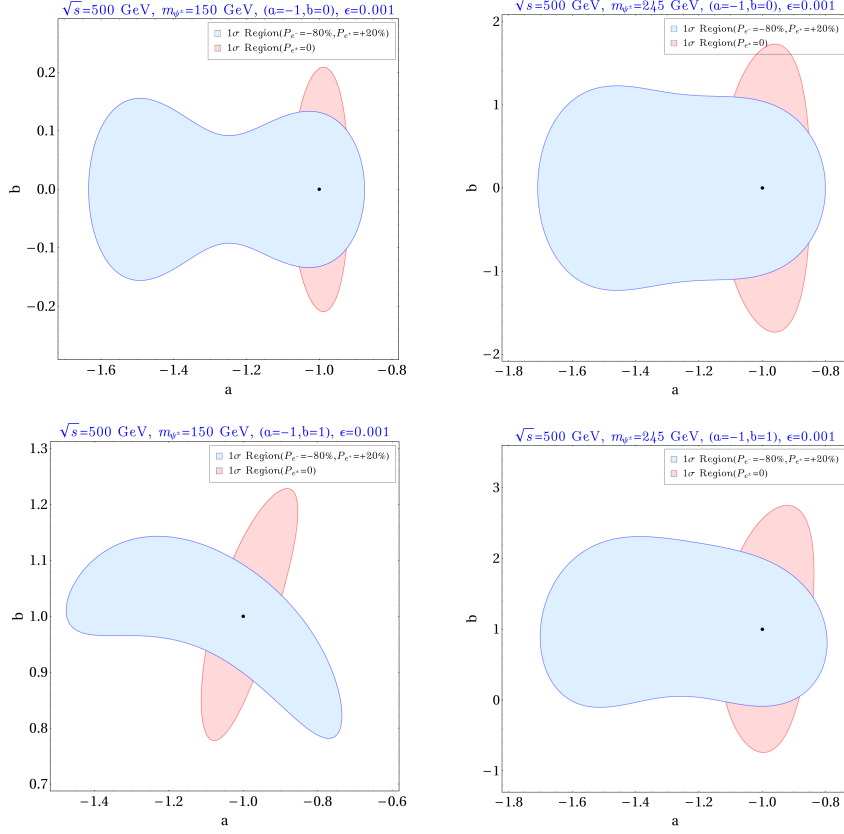 √s=500 GeV, m_ψ±=150 GeV, (a=−1,b=0), ϵ=0.001
1σ Region(P_e⁻=−80%,P_e⁺=+20%)
1σ Region(P_e±=0)
0.2
0.1
0.0
−0.1
−0.2
b
−1.6
−1.4
−1.2
−1.0
−0.8
a
√s=500 GeV, m_ψ±=245 GeV, (a=−1,b=0), ϵ=0.001
1σ Region(P_e⁻=−80%,P_e⁺=+20%)
1σ Region(P_e±=0)
2
1
0
−1
−2
b
−1.8
−1.6
−1.4
−1.2
−1.0
−0.8
a
√s=500 GeV, m_ψ±=150 GeV, (a=−1,b=1), ϵ=0.001
1σ Region(P_e⁻=−80%,P_e⁺=+20%)
1σ Region(P_e±=0)
1.3
1.2
1.1
1.0
0.9
0.8
0.7
b
−1.4
−1.2
−1.0
−0.8
−0.6
a
√s=500 GeV, m_ψ±=245 GeV, (a=−1,b=1), ϵ=0.001
1σ Region(P_e⁻=−80%,P_e⁺=+20%)
1σ Region(P_e±=0)
3
2
1
0
−1
b
−1.8
−1.6
−1.4
−1.2
−1.0
−0.8
a